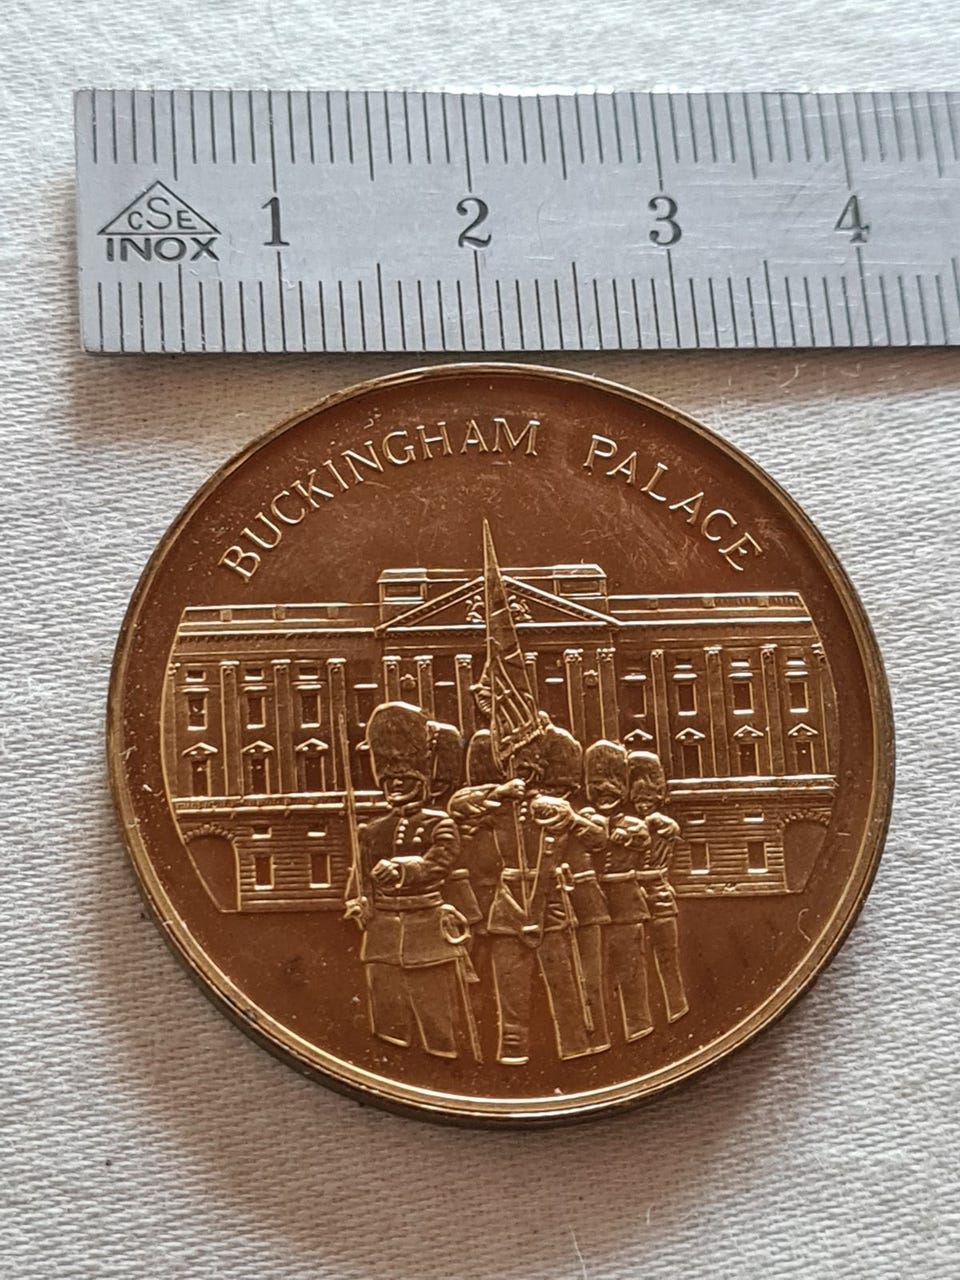 CSE
INOX
1 2 3 4
BUCKINGHAM PALACE